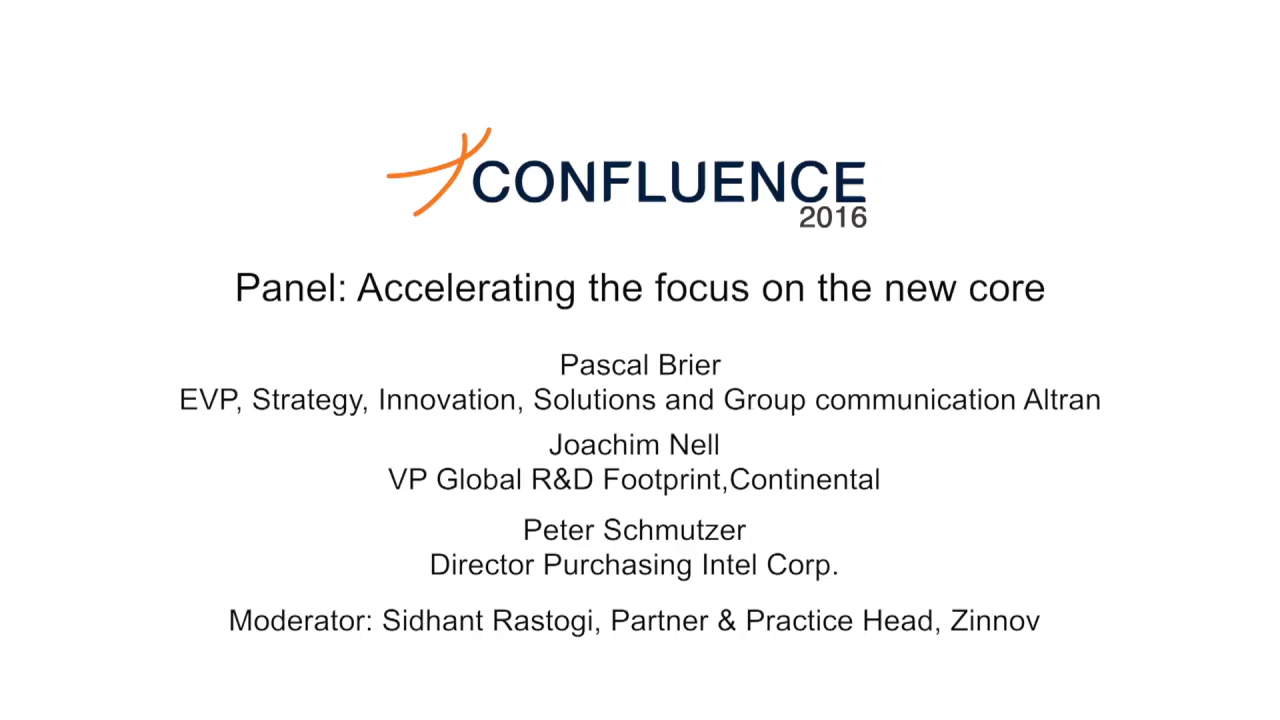 CONFLUENCE
2016
Panel: Accelerating the focus on the new core
Pascal Brier
EVP, Strategy, Innovation, Solutions and Group communication Altran
Joachim Nell
VP Global R&D Footprint,Continental
Peter Schmutzer
Director Purchasing Intel Corp.
Moderator: Sidhant Rastogi, Partner & Practice Head, Zinnov